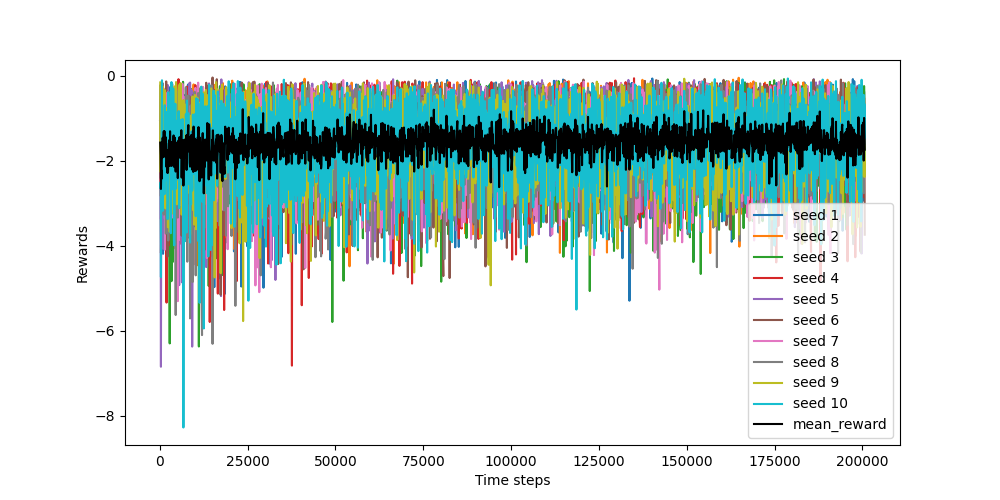 0
−2
−4
−6
−8
Rewards
0
25000
50000
75000
100000
125000
150000
175000
200000
Time steps
seed 1
seed 2
seed 3
seed 4
seed 5
seed 6
seed 7
seed 8
seed 9
seed 10
mean_reward